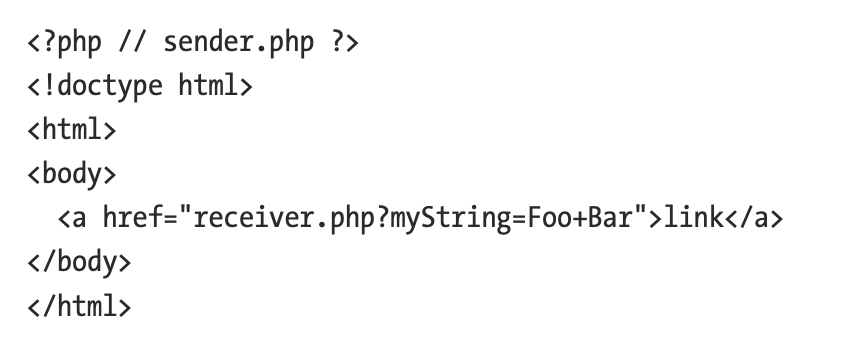 <?php // sender.php ?>
<!doctype html>
<html>
<body>
  <a href="receiver.php?myString=Foo+Bar">link</a>
</body>
</html>